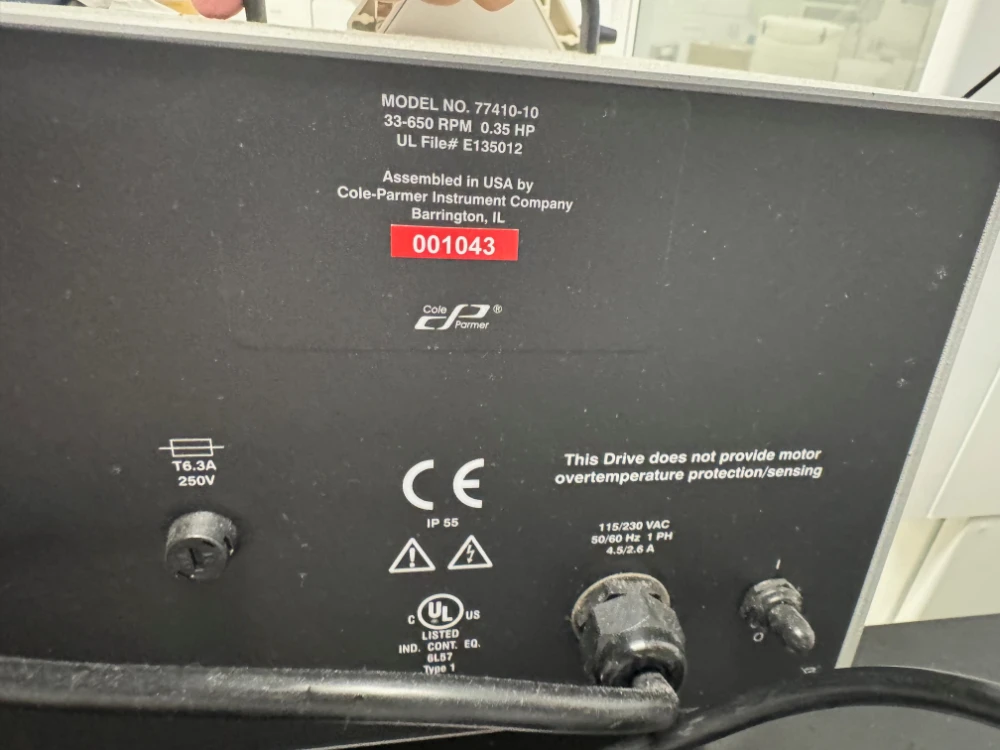 MODEL NO. 77410-10
33-650 RPM 0.35 HP
UL File# E135012
Assembled in USA by
Cole-Parmer Instrument Company
Barrington, IL
001043
Cole
Parmer
®
T6.3A
250V
CE
IP 55
This Drive does not provide motor
overtemperature protection/sensing
115/230 VAC
50/60 Hz 1 PH
4.5/2.6 A
I
O
C UL US
LISTED
IND. CONT. EQ.
6L57
Type 1